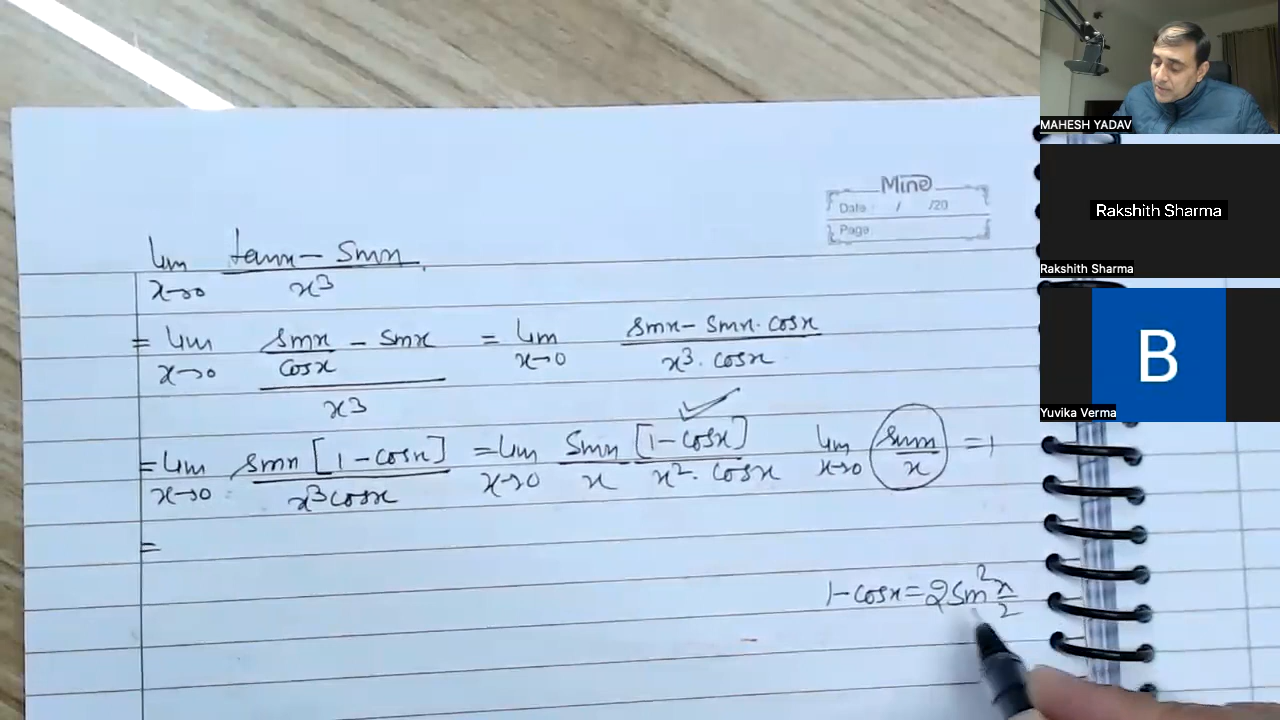 Mine
Date / /20
Page
lim tanx - sinx
x→0 x³
= lim sinx/cosx - sinx = lim sinx - sinx·cosx
x→0 x³ x→0 x³·cosx
= lim sinx[1-cosx] = lim sinx [1-cosx] lim sinx = 1
x→0 x³cosx x→0 x x²·cosx x→0 x
=
1-cosx = 2sin²x/2
MAHESH YADAV
Rakshith Sharma
Rakshith Sharma
B
Yuvika Verma